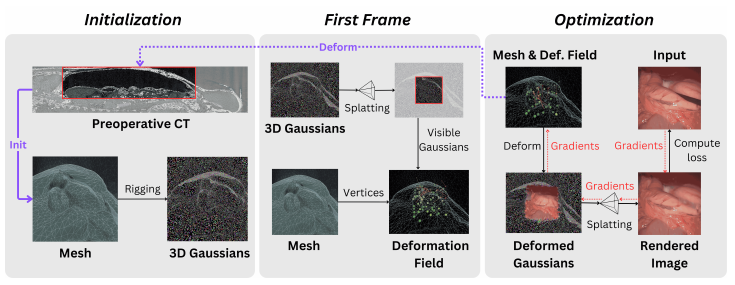 Initialization
Preoperative CT
Init
Rigging
Mesh
3D Gaussians
First Frame
Deform
3D Gaussians
Splatting
Visible
Gaussians
Vertices
Mesh
Deformation
Field
Optimization
Mesh & Def. Field
Input
Deform
Gradients
Gradients
Compute
loss
Gradients
Splatting
Deformed
Gaussians
Rendered
Image